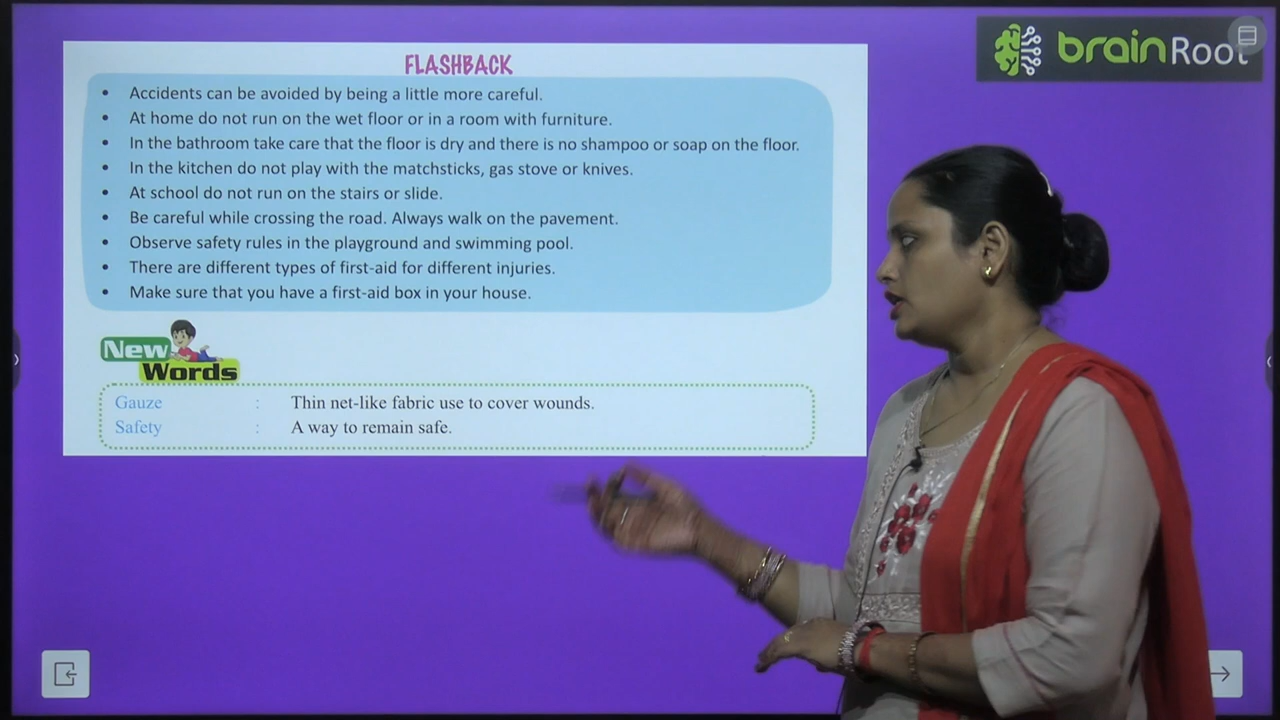 brainRoot
FLASHBACK
• Accidents can be avoided by being a little more careful.
• At home do not run on the wet floor or in a room with furniture.
• In the bathroom take care that the floor is dry and there is no shampoo or soap on the floor.
• In the kitchen do not play with the matchsticks, gas stove or knives.
• At school do not run on the stairs or slide.
• Be careful while crossing the road. Always walk on the pavement.
• Observe safety rules in the playground and swimming pool.
• There are different types of first-aid for different injuries.
• Make sure that you have a first-aid box in your house.
New
Words
Gauze : Thin net-like fabric use to cover wounds.
Safety : A way to remain safe.